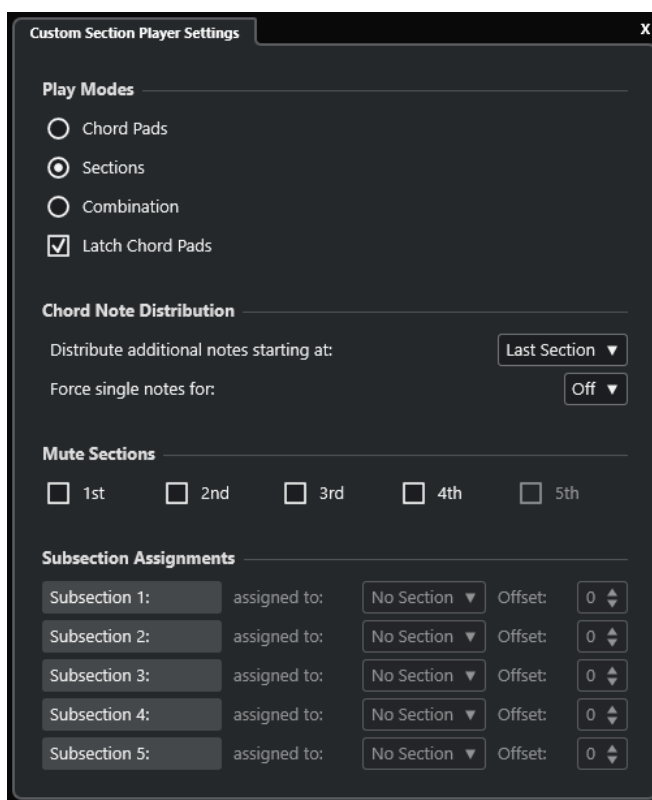 Custom Section Player Settings X
Play Modes
Chord Pads
Sections
Combination
Latch Chord Pads
Chord Note Distribution
Distribute additional notes starting at: Last Section
Force single notes for: Off
Mute Sections
1st 2nd 3rd 4th 5th
Subsection Assignments
Subsection 1: assigned to: No Section Offset: 0
Subsection 2: assigned to: No Section Offset: 0
Subsection 3: assigned to: No Section Offset: 0
Subsection 4: assigned to: No Section Offset: 0
Subsection 5: assigned to: No Section Offset: 0